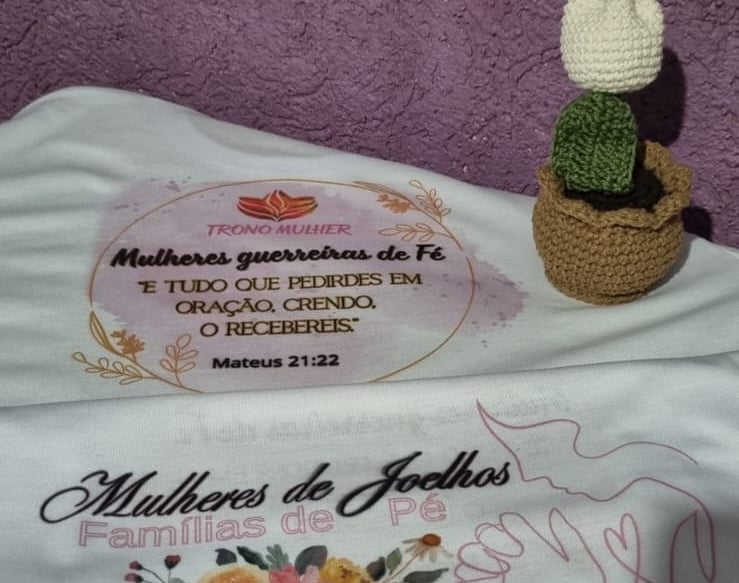 TRONO MULHER
Mulheres guerreiras de Fé
"E TUDO QUE PEDIRDES EM
ORAÇÃO, CRENDO,
O RECEBEREIS."
Mateus 21:22
Mulheres de Joelhos
Famílias de Pé